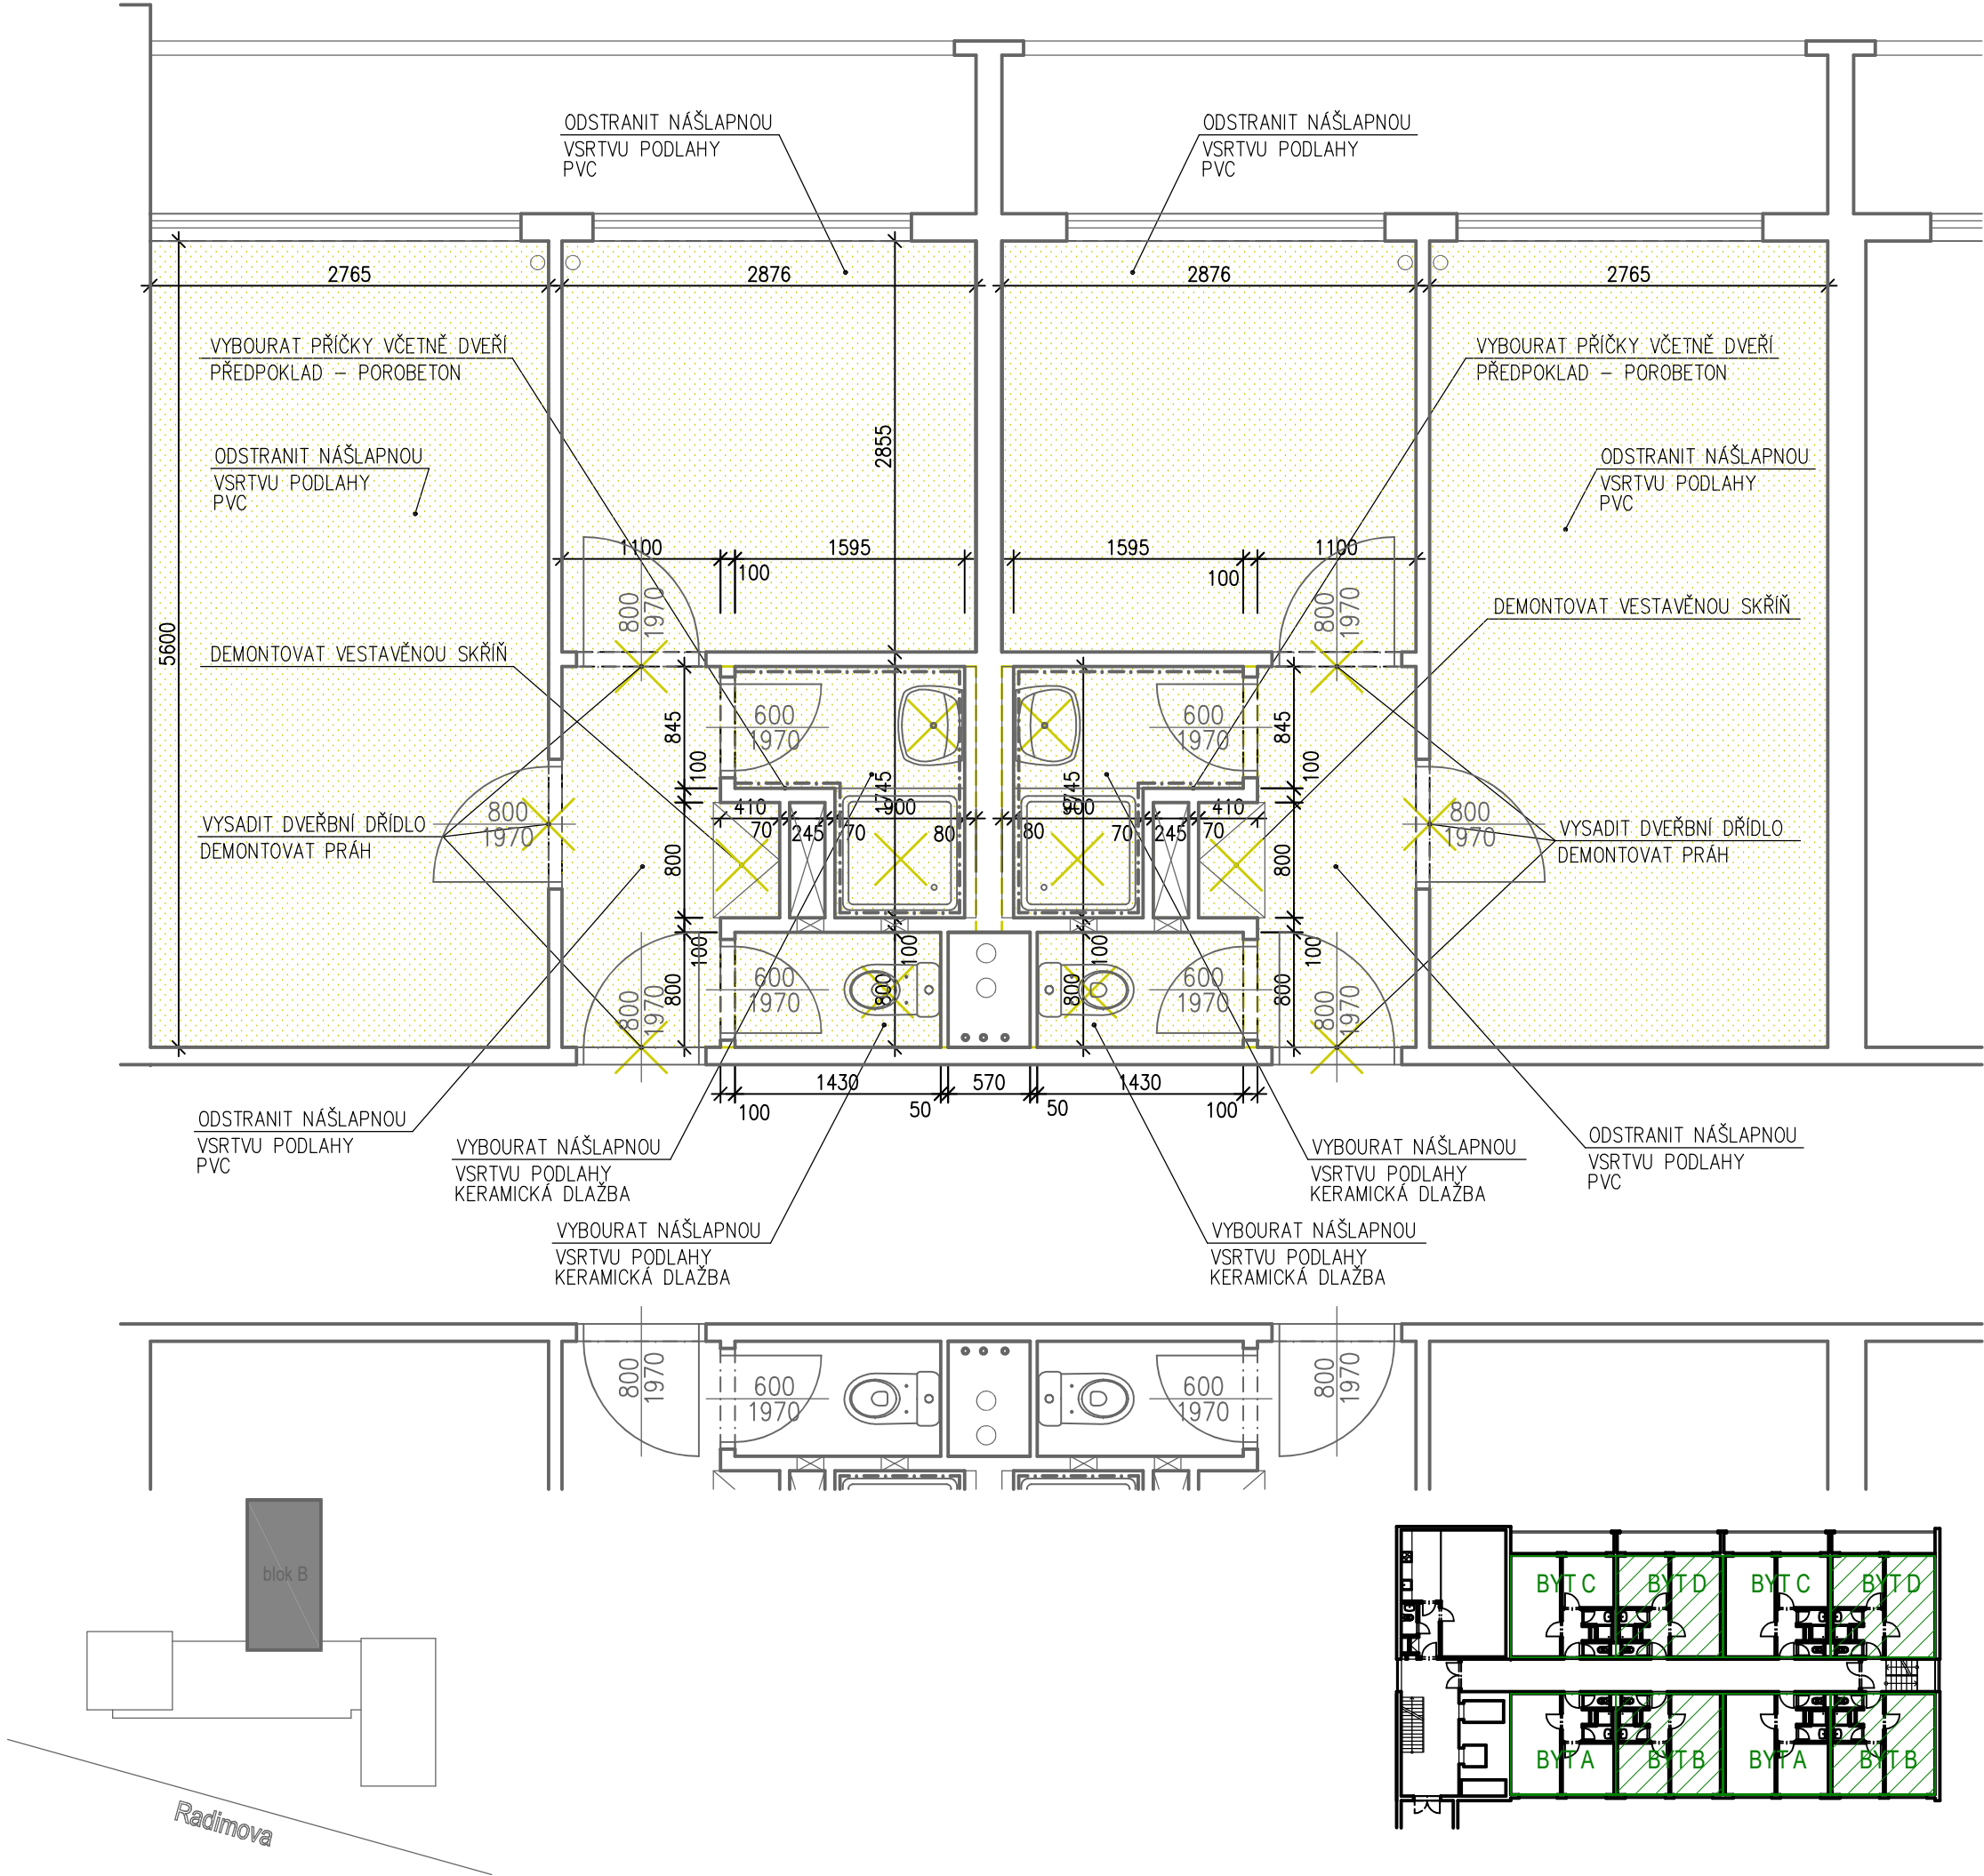 ODSTRANIT NÁŠLAPNOU
VSRTVU PODLAHY
PVC
ODSTRANIT NÁŠLAPNOU
VSRTVU PODLAHY
PVC
2765
2876
2876
2765
VYBOURAT PŘÍČKY VČETNĚ DVEŘÍ
PŘEDPOKLAD – POROBETON
VYBOURAT PŘÍČKY VČETNĚ DVEŘÍ
PŘEDPOKLAD – POROBETON
2855
ODSTRANIT NÁŠLAPNOU
VSRTVU PODLAHY
PVC
ODSTRANIT NÁŠLAPNOU
VSRTVU PODLAHY
PVC
1100
100
1595
1595
100
1100
5600
800
1970
800
1970
DEMONTOVAT VESTAVĚNOU SKŘÍŇ
DEMONTOVAT VESTAVĚNOU SKŘÍŇ
845
100
600
1970
600
1970
845
100
1745
1745
410
70
245
70
900
80
900
80
70
245
70
410
800
1970
800
1970
VYSADIT DVEŘBNÍ DŘÍDLO
DEMONTOVAT PRÁH
VYSADIT DVEŘBNÍ DŘÍDLO
DEMONTOVAT PRÁH
800
800
100
100
100
100
800
1970
800
600
1970
800
800
600
1970
800
800
1970
1430
570
1430
100
50
50
100
ODSTRANIT NÁŠLAPNOU
VSRTVU PODLAHY
PVC
VYBOURAT NÁŠLAPNOU
VSRTVU PODLAHY
KERAMICKÁ DLAŽBA
VYBOURAT NÁŠLAPNOU
VSRTVU PODLAHY
KERAMICKÁ DLAŽBA
ODSTRANIT NÁŠLAPNOU
VSRTVU PODLAHY
PVC
VYBOURAT NÁŠLAPNOU
VSRTVU PODLAHY
KERAMICKÁ DLAŽBA
VYBOURAT NÁŠLAPNOU
VSRTVU PODLAHY
KERAMICKÁ DLAŽBA
800
1970
600
1970
600
1970
800
1970
blok B
Radimova
BYT C
BYT D
BYT C
BYT D
BYT A
BYT B
BYT A
BYT B